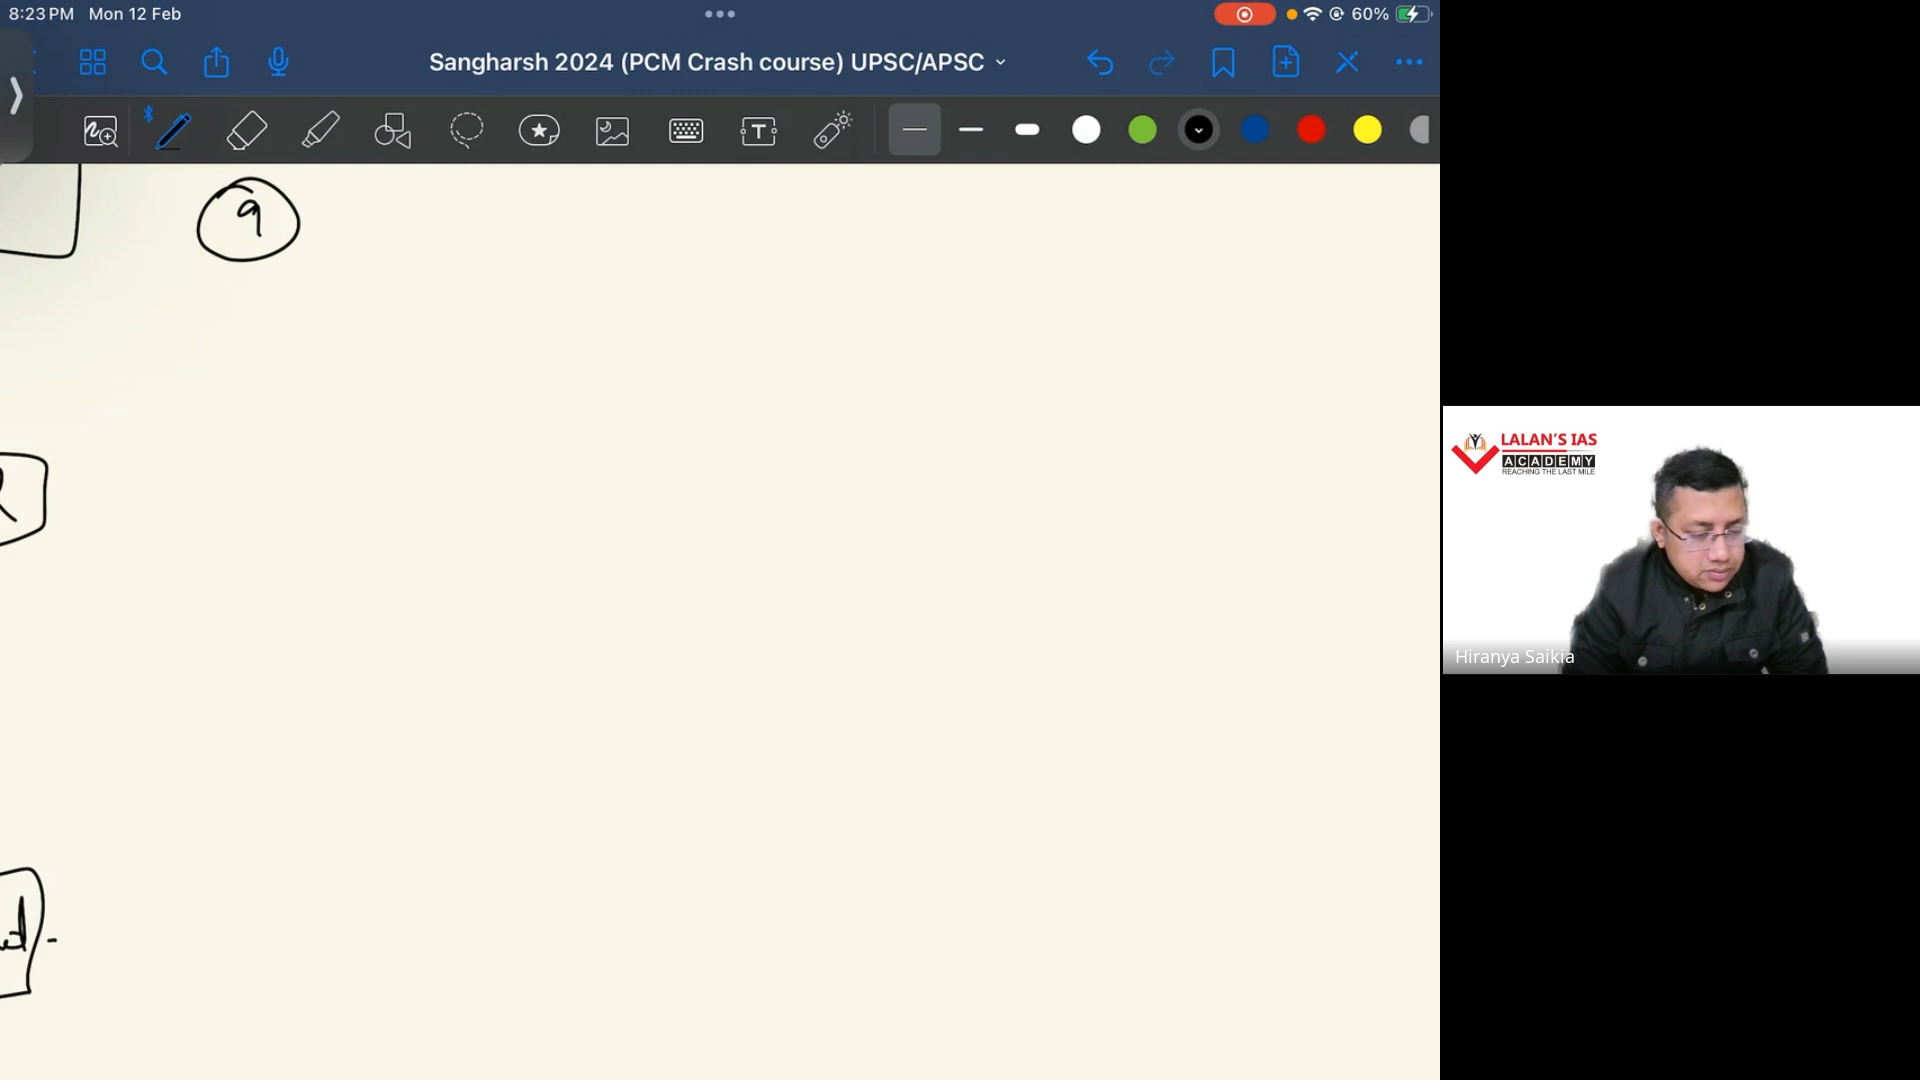 8:23 PM Mon 12 Feb
60%
Sangharsh 2024 (PCM Crash course) UPSC/APSC
T
9
LALAN'S IAS
ACADEMY
REACHING THE LAST MILE
Hiranya Saikia